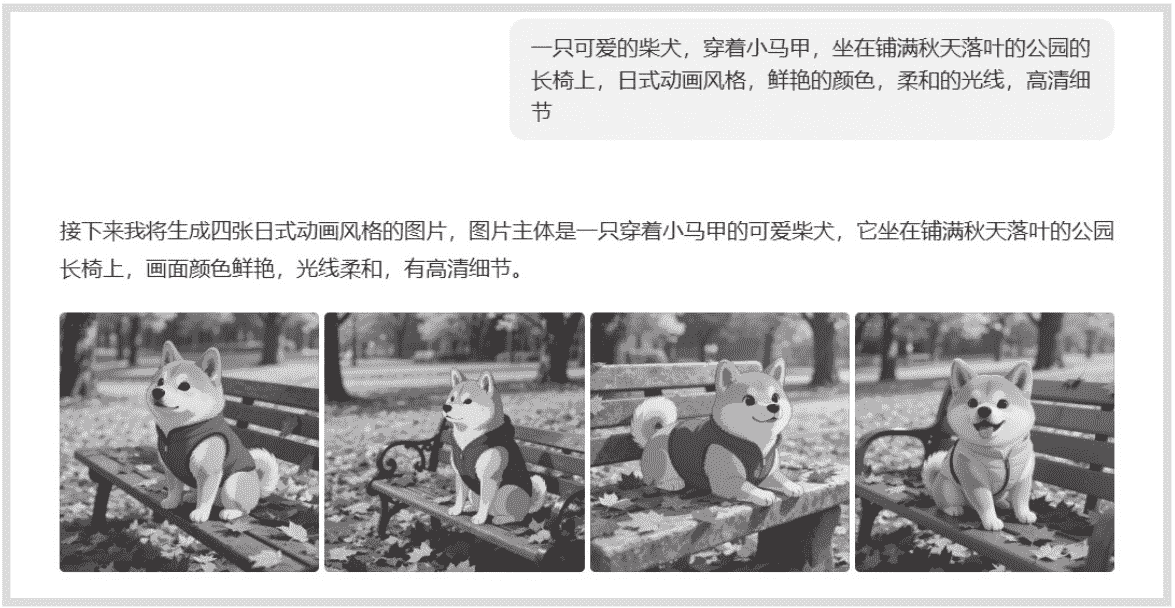 一只可爱的柴犬，穿着小马甲，坐在铺满秋天落叶的公园的
长椅上，日式动画风格，鲜艳的颜色，柔和的光线，高清细
节
接下来我将生成四张日式动画风格的图片，图片主体是一只穿着小马甲的可爱柴犬，它坐在铺满秋天落叶的公园
长椅上，画面颜色鲜艳，光线柔和，有高清细节。